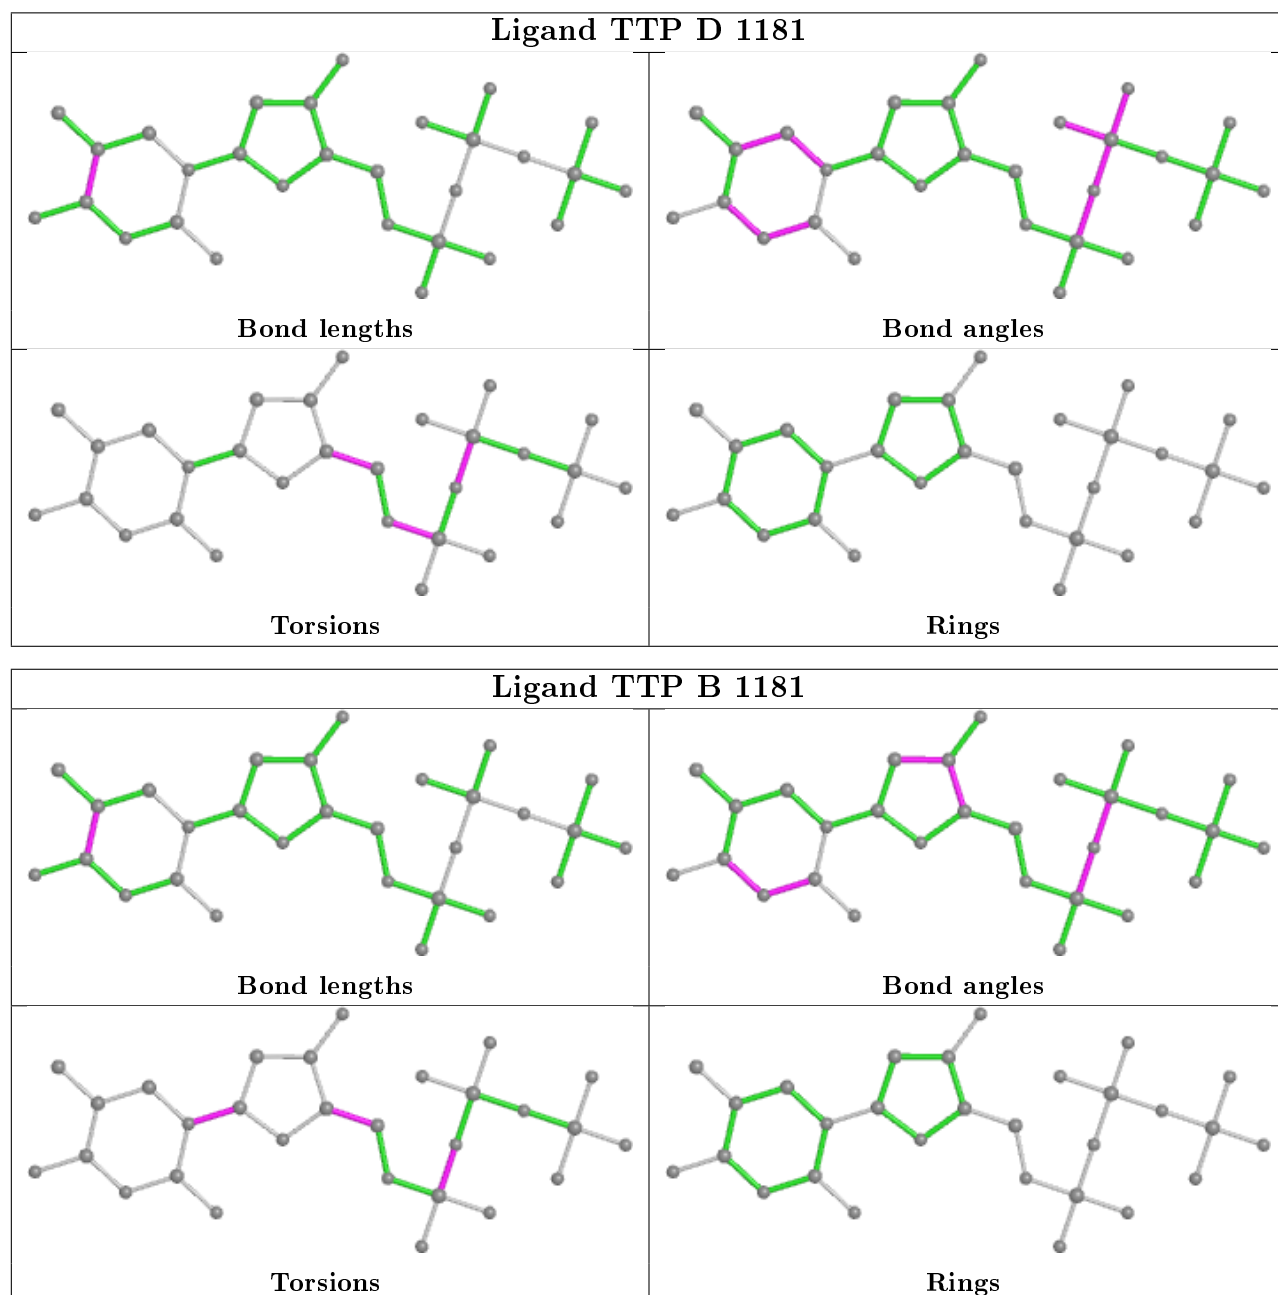 Ligand TTP D 1181
Bond lengths
Bond angles
Torsions
Rings
Ligand TTP B 1181
Bond lengths
Bond angles
Torsions
Rings